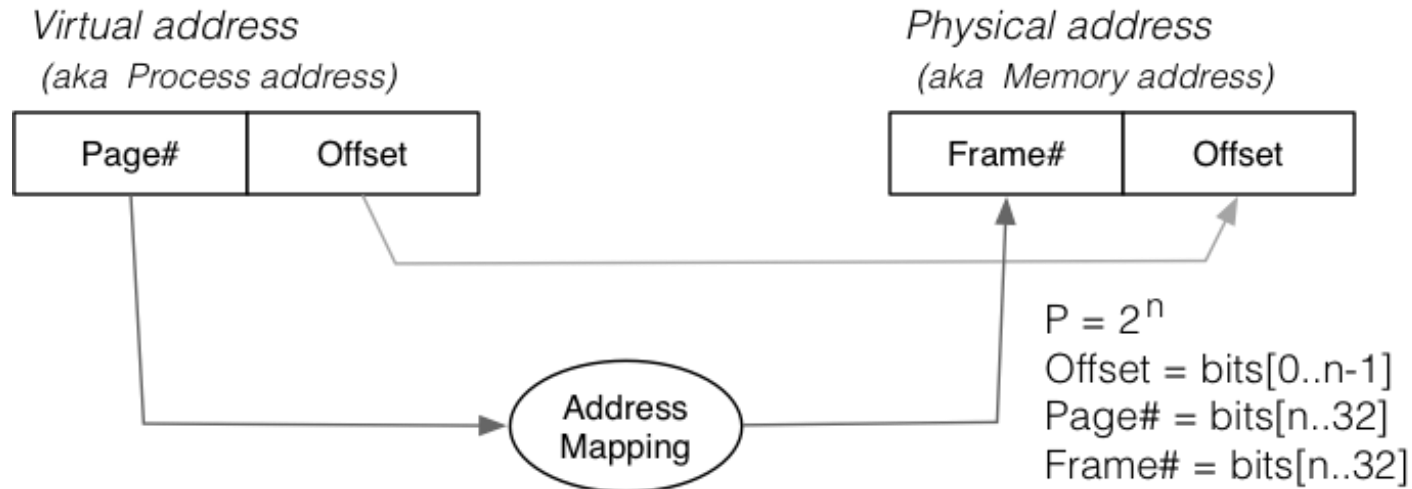 Virtual address
(aka Process address)
Page#
Offset
Physical address
(aka Memory address)
Frame#
Offset
Address
Mapping
P = 2^n
Offset = bits[0..n-1]
Page# = bits[n..32]
Frame# = bits[n..32]